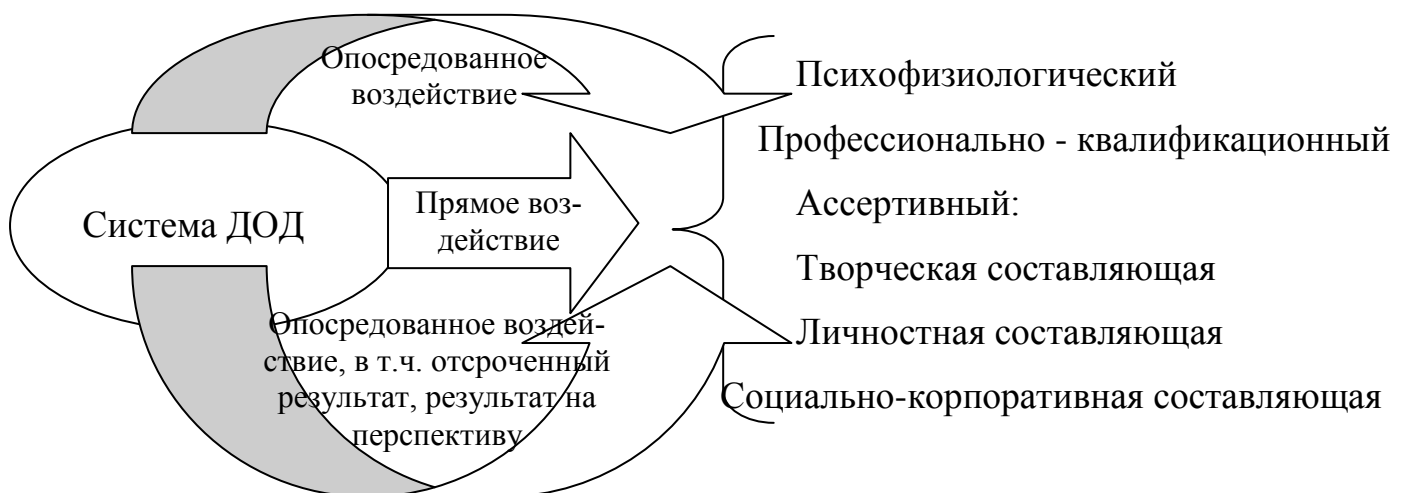 Опосредованное
воздействие
Система ДОД
Прямое воз-
действие
Опосредованное воздей-
ствие, в т.ч. отсроченный
результат, результат на
перспективу
Психофизиологический
Профессионально - квалификационный
Ассертивный:
Творческая составляющая
Личностная составляющая
Социально-корпоративная составляющая